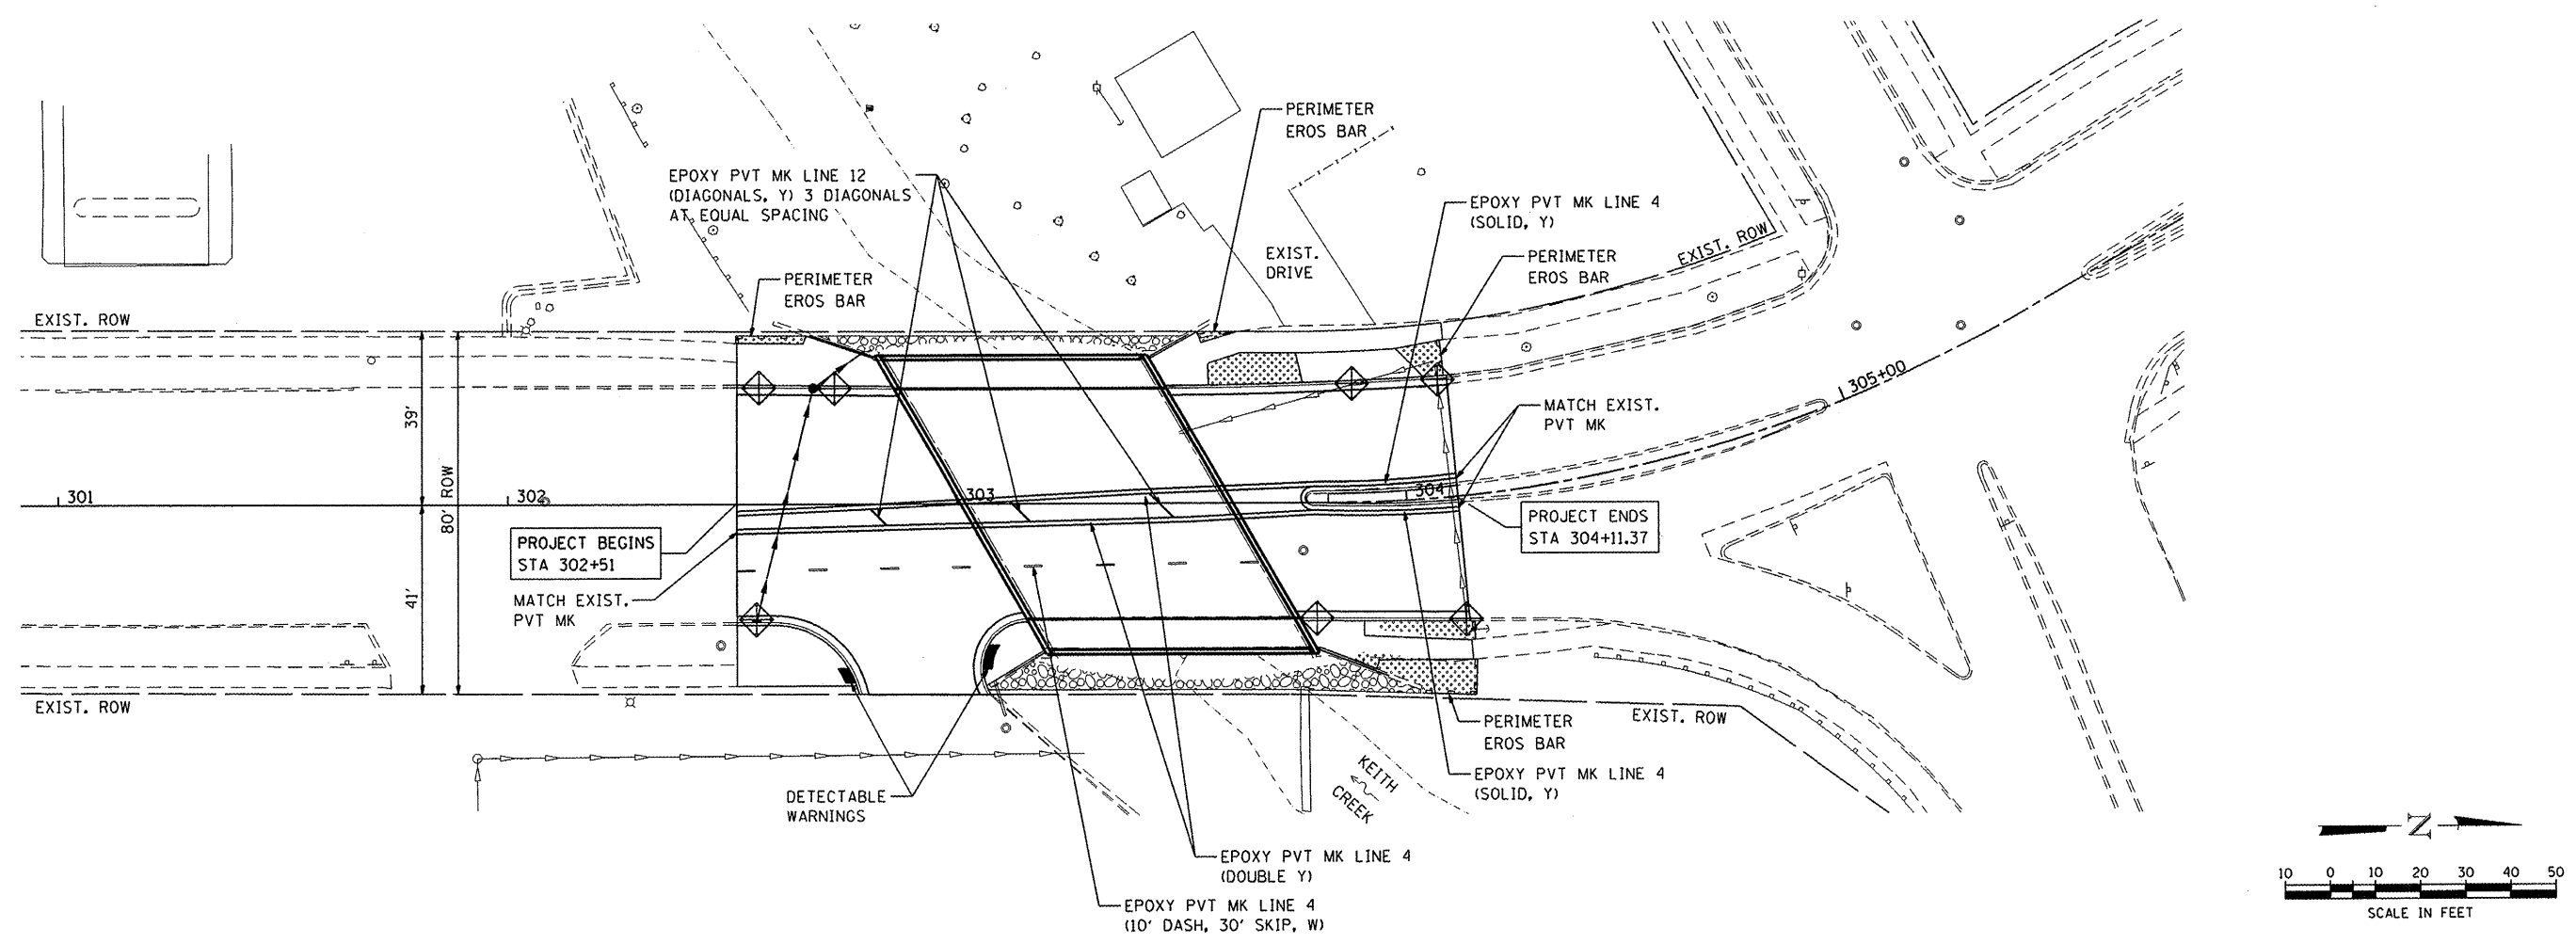 PERIMETER
EROS BAR
EPOXY PVT MK LINE 12
(DIAGONALS, Y) 3 DIAGONALS
AT EQUAL SPACING
EPOXY PVT MK LINE 4
(SOLID, Y)
EXIST. ROW
PERIMETER
EROS BAR
EXIST.
DRIVE
PERIMETER
EROS BAR
EXIST. ROW
305+00
39'
MATCH EXIST.
PVT MK
80' ROW
301
302
303
304
PROJECT BEGINS
STA 302+51
PROJECT ENDS
STA 304+11.37
41'
MATCH EXIST.
PVT MK
EXIST. ROW
EXIST. ROW
PERIMETER
EROS BAR
KEITH
CREEK
EPOXY PVT MK LINE 4
(SOLID, Y)
DETECTABLE
WARNINGS
EPOXY PVT MK LINE 4
(DOUBLE Y)
EPOXY PVT MK LINE 4
(10' DASH, 30' SKIP, W)
N
10 0 10 20 30 40 50
SCALE IN FEET